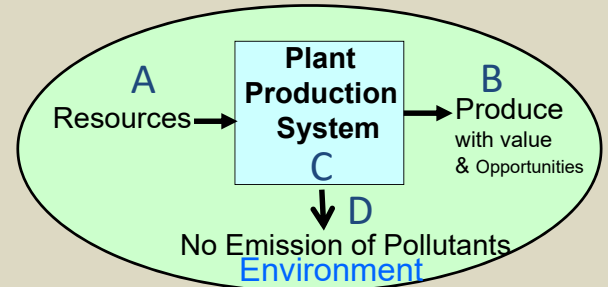 A
Resources
Plant
Production
System
C
B
Produce
with value
& Opportunities
D
No Emission of Pollutants
Environment